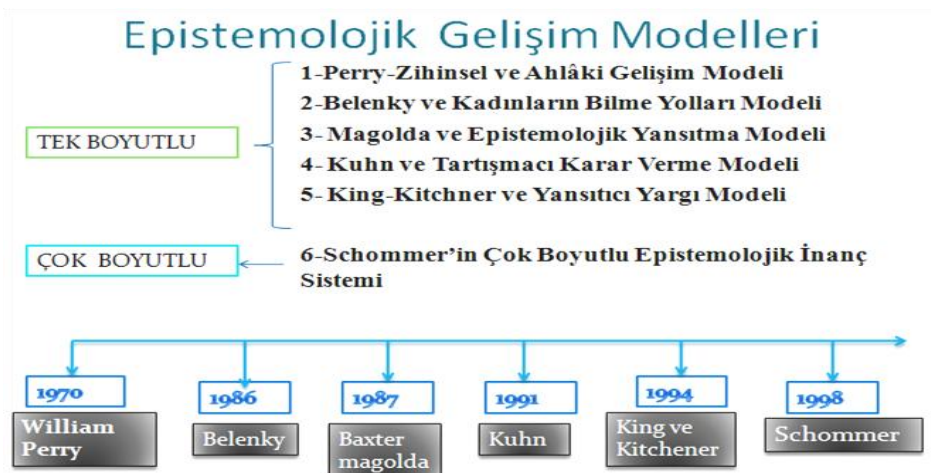 Epistemolojik Gelişim Modelleri
TEK BOYUTLU
1-Perry-Zihinsel ve Ahlâki Gelişim Modeli
2-Belenky ve Kadınların Bilme Yolları Modeli
3- Magolda ve Epistemolojik Yansıtma Modeli
4- Kuhn ve Tartışmacı Karar Verme Modeli
5- King-Kitchner ve Yansıtıcı Yargı Modeli
ÇOK BOYUTLU
6-Schommer’in Çok Boyutlu Epistemolojik İnanç
Sistemi
1970
William
Perry
1986
Belenky
1987
Baxter
magolda
1991
Kuhn
1994
King ve
Kitchener
1998
Schommer